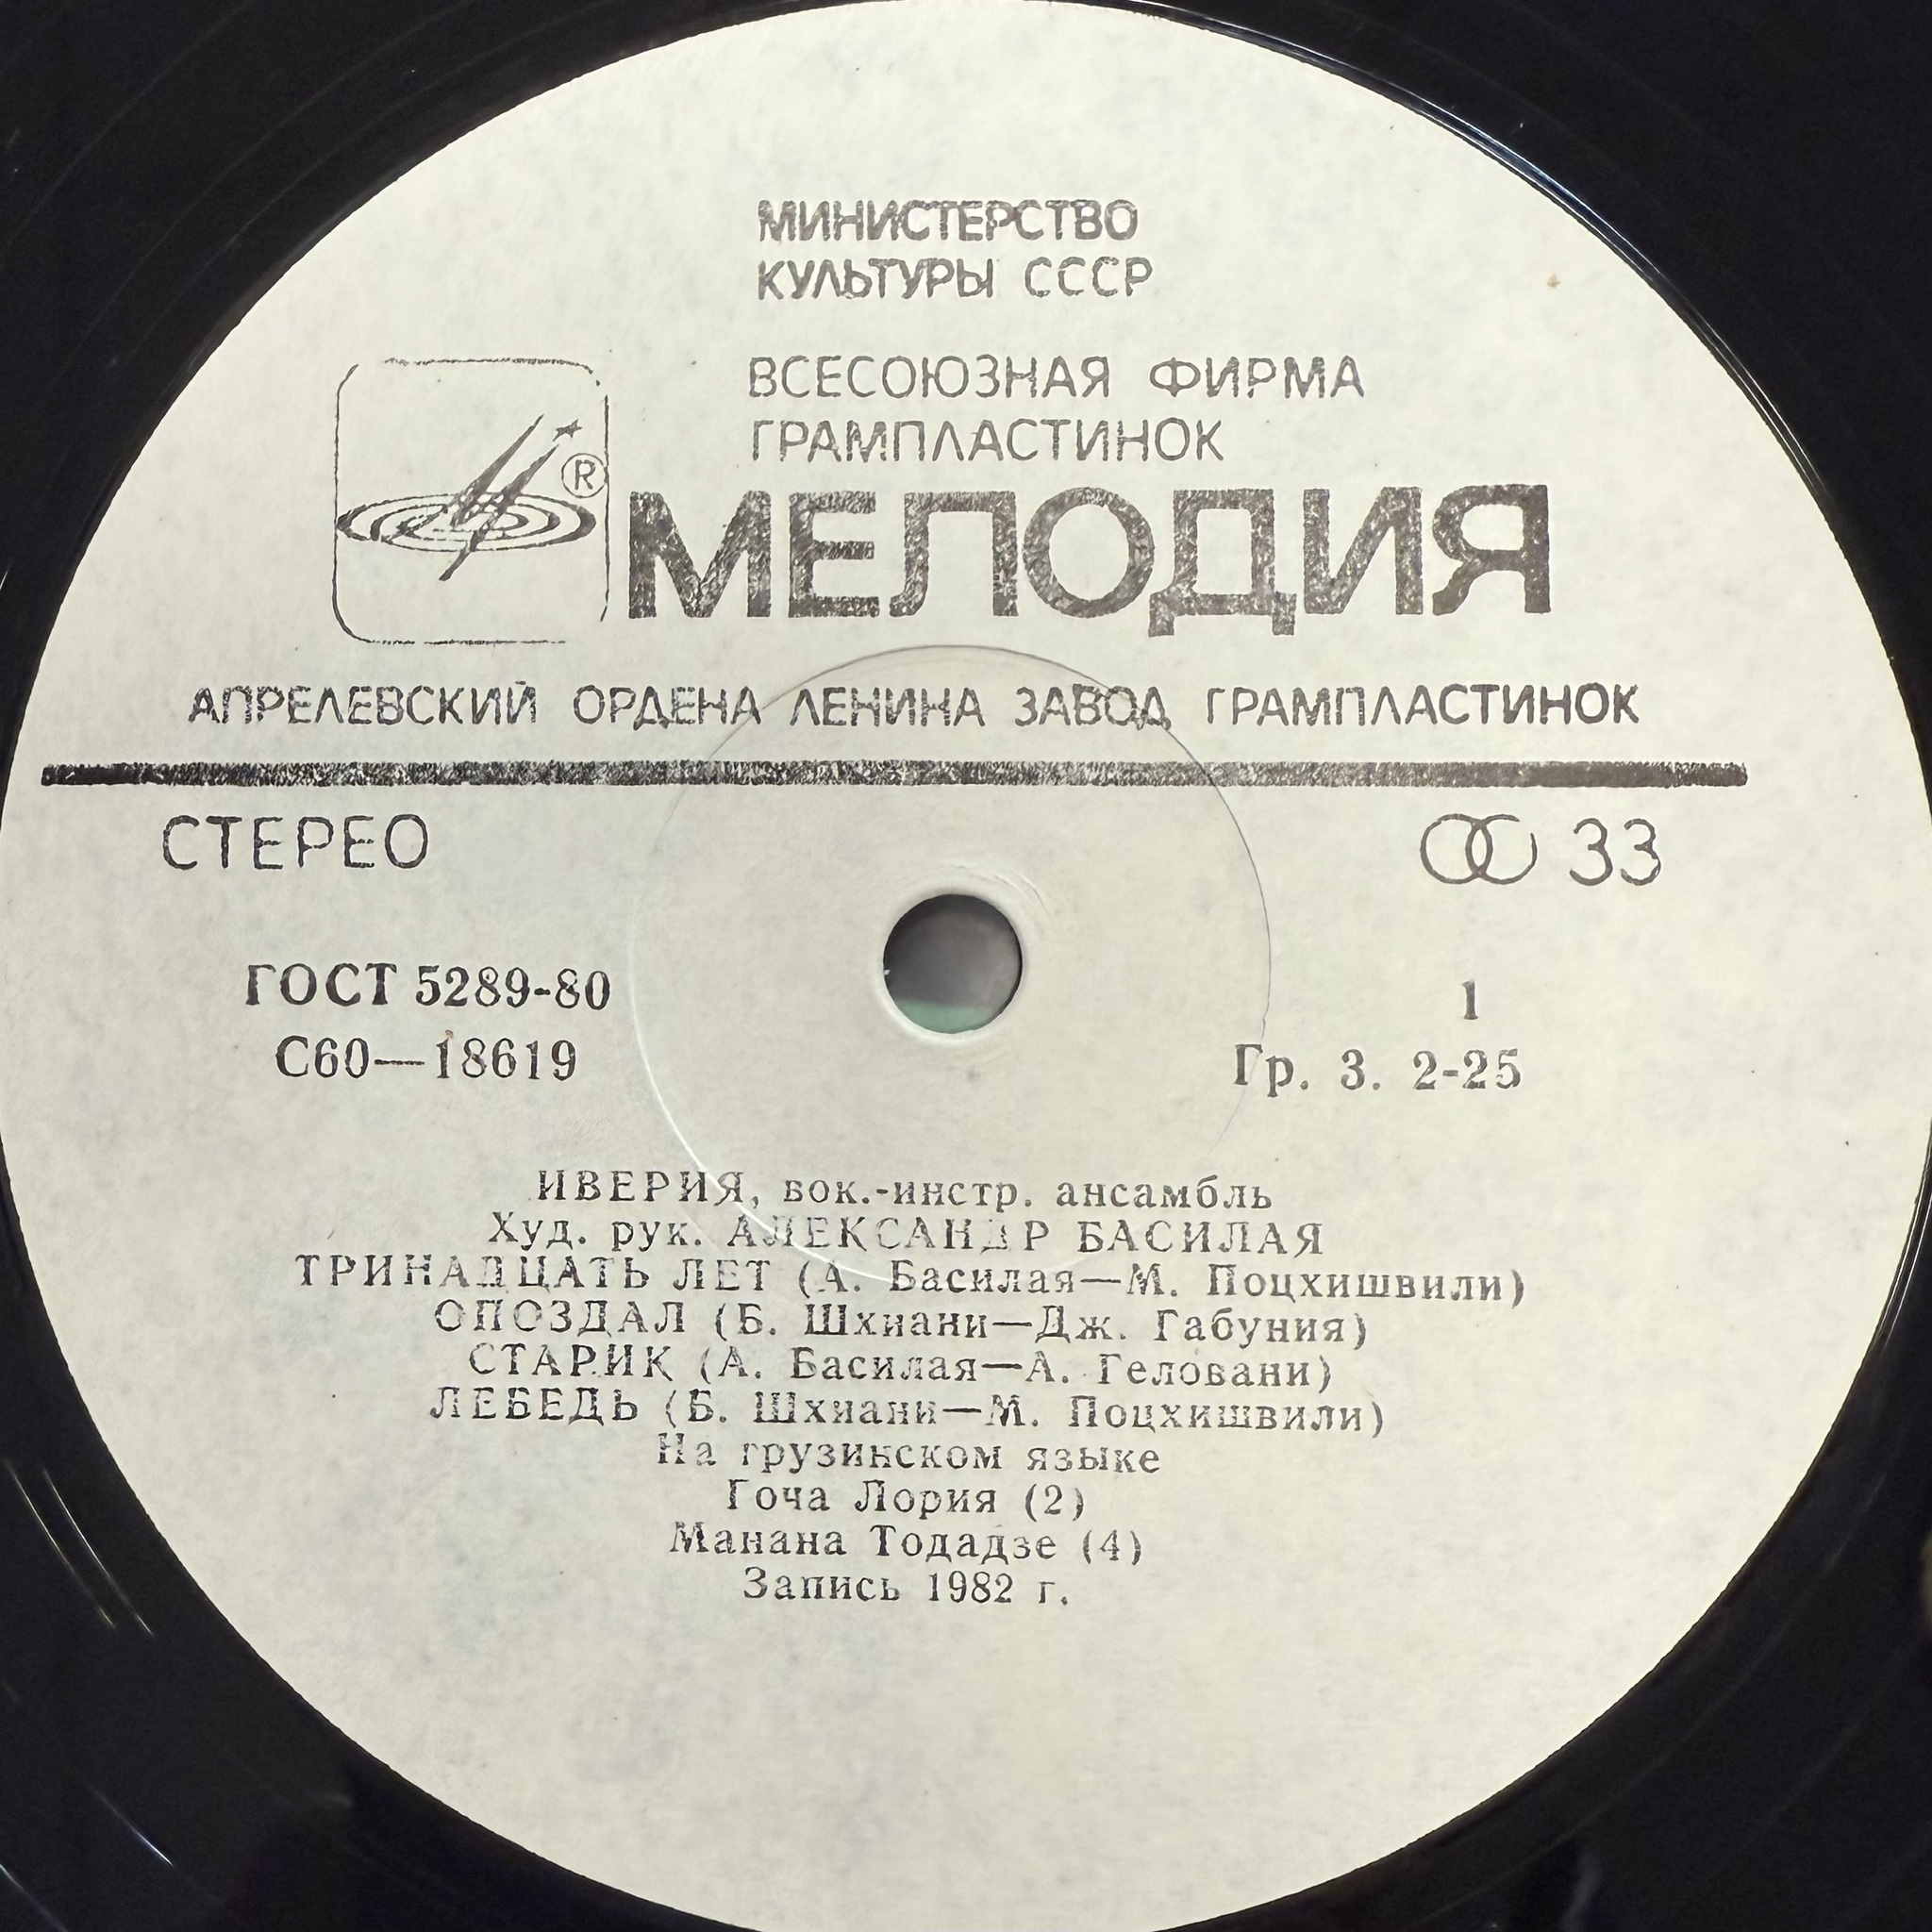 МИНИСТЕРСТВО
КУЛЬТУРЫ СССР
ВСЕСОЮЗНАЯ ФИРМА
ГРАМПЛАСТИНОК
®
МЕЛОДИЯ
АПРЕЛЕВСКИЙ ОРДЕНА ЛЕНИНА ЗАВОД ГРАМПЛАСТИНОК
СТЕРЕО
33
ГОСТ 5289-80
1
С60—18619
Гр. 3. 2-25
ИВЕРИЯ, вок.-инстр. ансамбль
Худ. рук. АЛЕКСАНДР БАСИЛАЯ
ТРИНАДЦАТЬ ЛЕТ (А. Басилая—М. Поцхишвили)
ОПОЗДАЛ (Б. Шхиани—Дж. Габуния)
СТАРИК (А. Басилая—А. Геловани)
ЛЕБЕДЬ (Б. Шхиани—М. Поцхишвили)
На грузинском языке
Гоча Лория (2)
Манана Тодадзе (4)
Запись 1982 г.